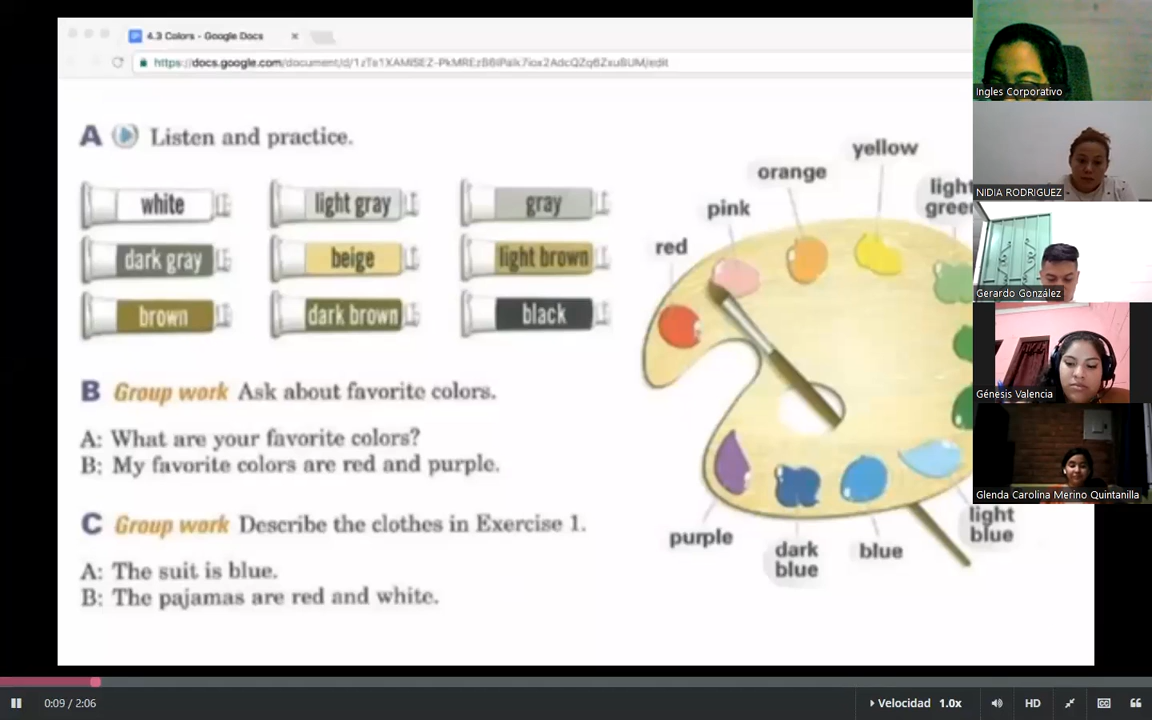 4.3 Colors - Google Docs
A Listen and practice.
white
light gray
gray
dark gray
beige
light brown
brown
dark brown
black
red
pink
orange
yellow
light
green
purple
dark
blue
blue
light
blue
B Group work Ask about favorite colors.
A: What are your favorite colors?
B: My favorite colors are red and purple.
C Group work Describe the clothes in Exercise 1.
A: The suit is blue.
B: The pajamas are red and white.
Ingles Corporativo
NIDIA RODRIGUEZ
Gerardo González
Génesis Valencia
Glenda Carolina Merino Quintanilla
0:09 / 2:06
Velocidad 1.0x
HD